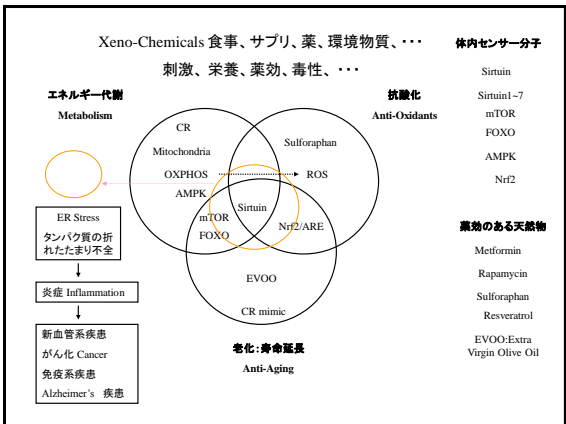 Xeno-Chemicals 食事、サプリ、薬、環境物質、･･･
刺激、栄養、薬効、毒性、･･･
エネルギー代謝
Metabolism
抗酸化
Anti-Oxidants
CR
Mitochondria
OXPHOS
AMPK
mTOR
FOXO
Sirtuin
Sulforaphan
ROS
Nrf2/ARE
EVOO
CR mimic
老化：寿命延長
Anti-Aging
ER Stress
タンパク質の折
れたたまり不全
炎症 Inflammation
新血管系疾患
がん化 Cancer
免疫系疾患
Alzheimer's 疾患
体内センサー分子
Sirtuin
Sirtuin1~7
mTOR
FOXO
AMPK
Nrf2
薬効のある天然物
Metformin
Rapamycin
Sulforaphan
Resveratrol
EVOO:Extra
Virgin Olive Oil